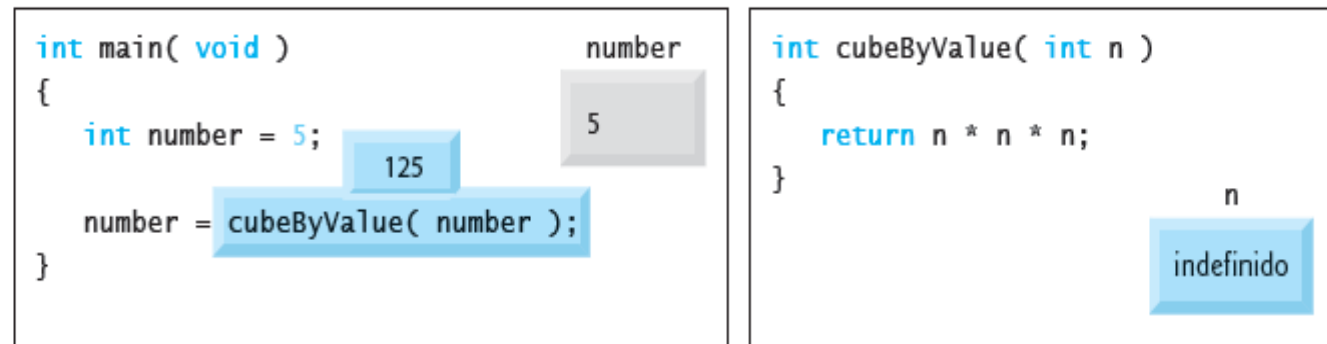 int main( void )
{
int number = 5;
125
number = cubeByValue( number );
}
number
5
int cubeByValue( int n )
{
return n * n * n;
}
n
indefinido